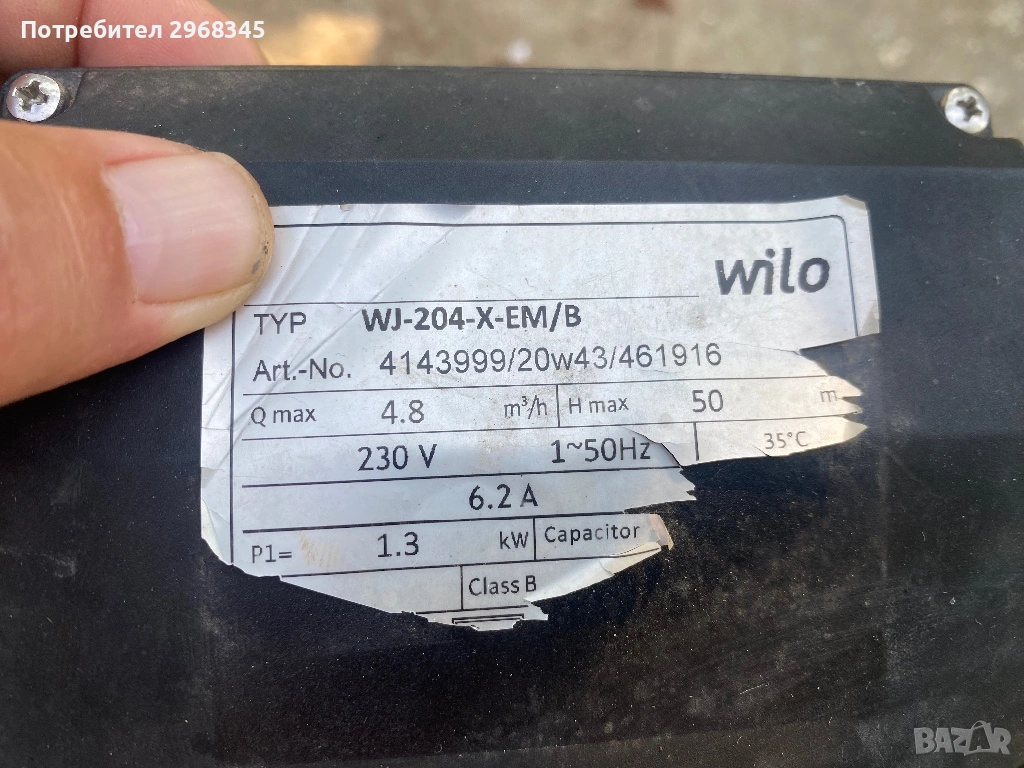 Потребител 2968345
wilo
TYP WJ-204-X-EM/B
Art.-No. 4143999/20w43/461916
Q max 4.8 m³/h H max 50 m
230 V 1~50Hz 35°C
6.2 A
P1= 1.3 kW Capacitor
Class B
BAZAR